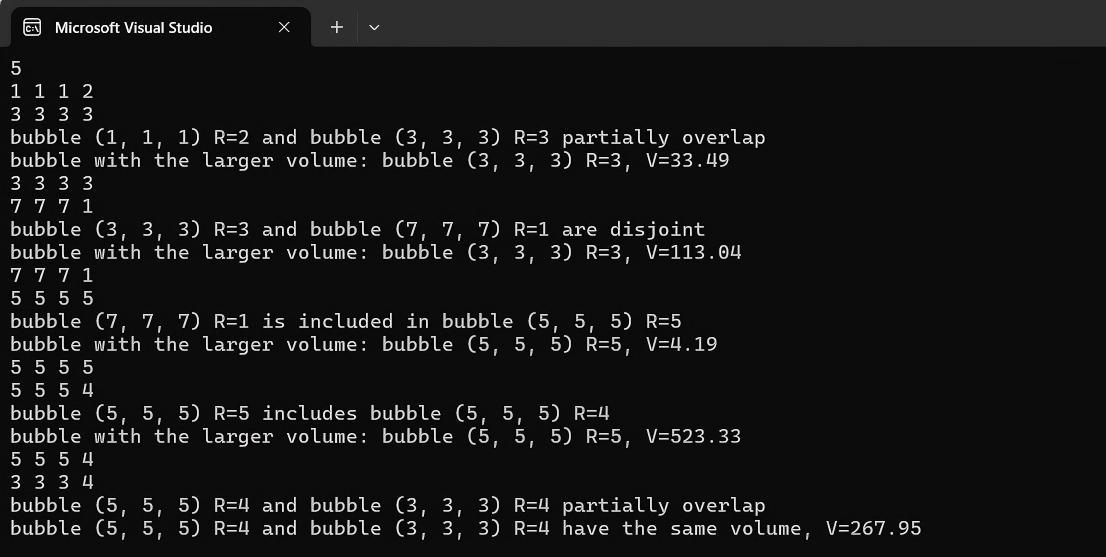 Microsoft Visual Studio
5
1 1 1 2
3 3 3 3
bubble (1, 1, 1) R=2 and bubble (3, 3, 3) R=3 partially overlap
bubble with the larger volume: bubble (3, 3, 3) R=3, V=33.49
3 3 3 3
7 7 7 1
bubble (3, 3, 3) R=3 and bubble (7, 7, 7) R=1 are disjoint
bubble with the larger volume: bubble (3, 3, 3) R=3, V=113.04
7 7 7 1
5 5 5 5
bubble (7, 7, 7) R=1 is included in bubble (5, 5, 5) R=5
bubble with the larger volume: bubble (5, 5, 5) R=5, V=4.19
5 5 5 5
5 5 5 4
bubble (5, 5, 5) R=5 includes bubble (5, 5, 5) R=4
bubble with the larger volume: bubble (5, 5, 5) R=5, V=523.33
5 5 5 4
3 3 3 4
bubble (5, 5, 5) R=4 and bubble (3, 3, 3) R=4 partially overlap
bubble (5, 5, 5) R=4 and bubble (3, 3, 3) R=4 have the same volume, V=267.95